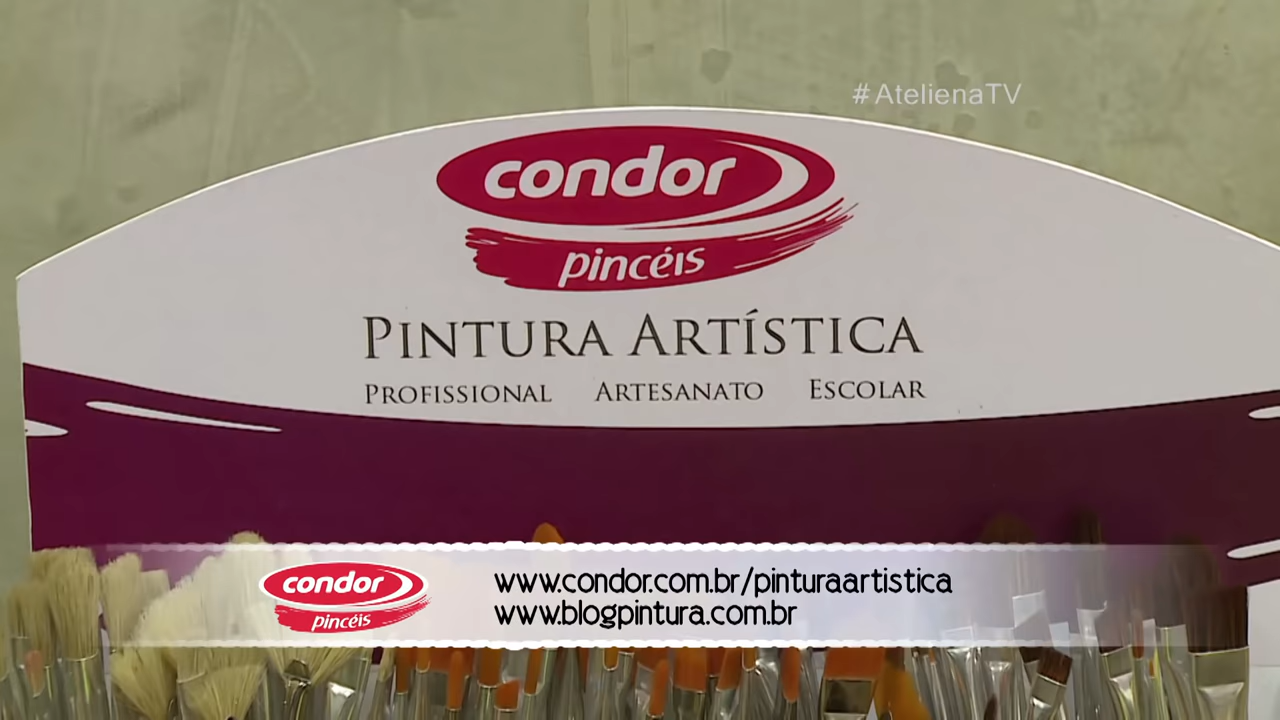 #AtelienaTV
condor
pincéis
PINTURA ARTÍSTICA
PROFISSIONAL ARTESANATO ESCOLAR
condor
pincéis
www.condor.com.br/pinturaartistica
www.blogpintura.com.br